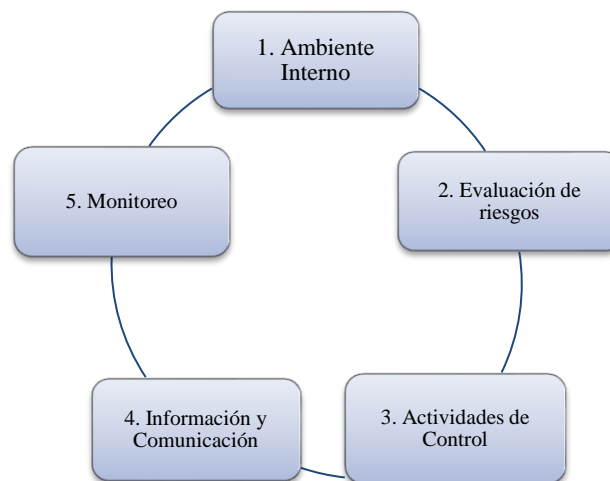 1. Ambiente
Interno
2. Evaluación de
riesgos
3. Actividades de
Control
4. Información y
Comunicación
5. Monitoreo